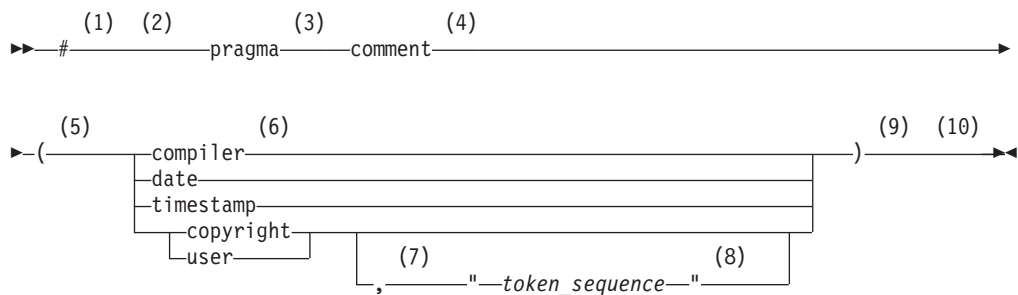 (1) (2) (3) (4)
# pragma comment
(5) (6) (9) (10)
( compiler )
date
timestamp
copyright
user (7) (8)
, " token_sequence "